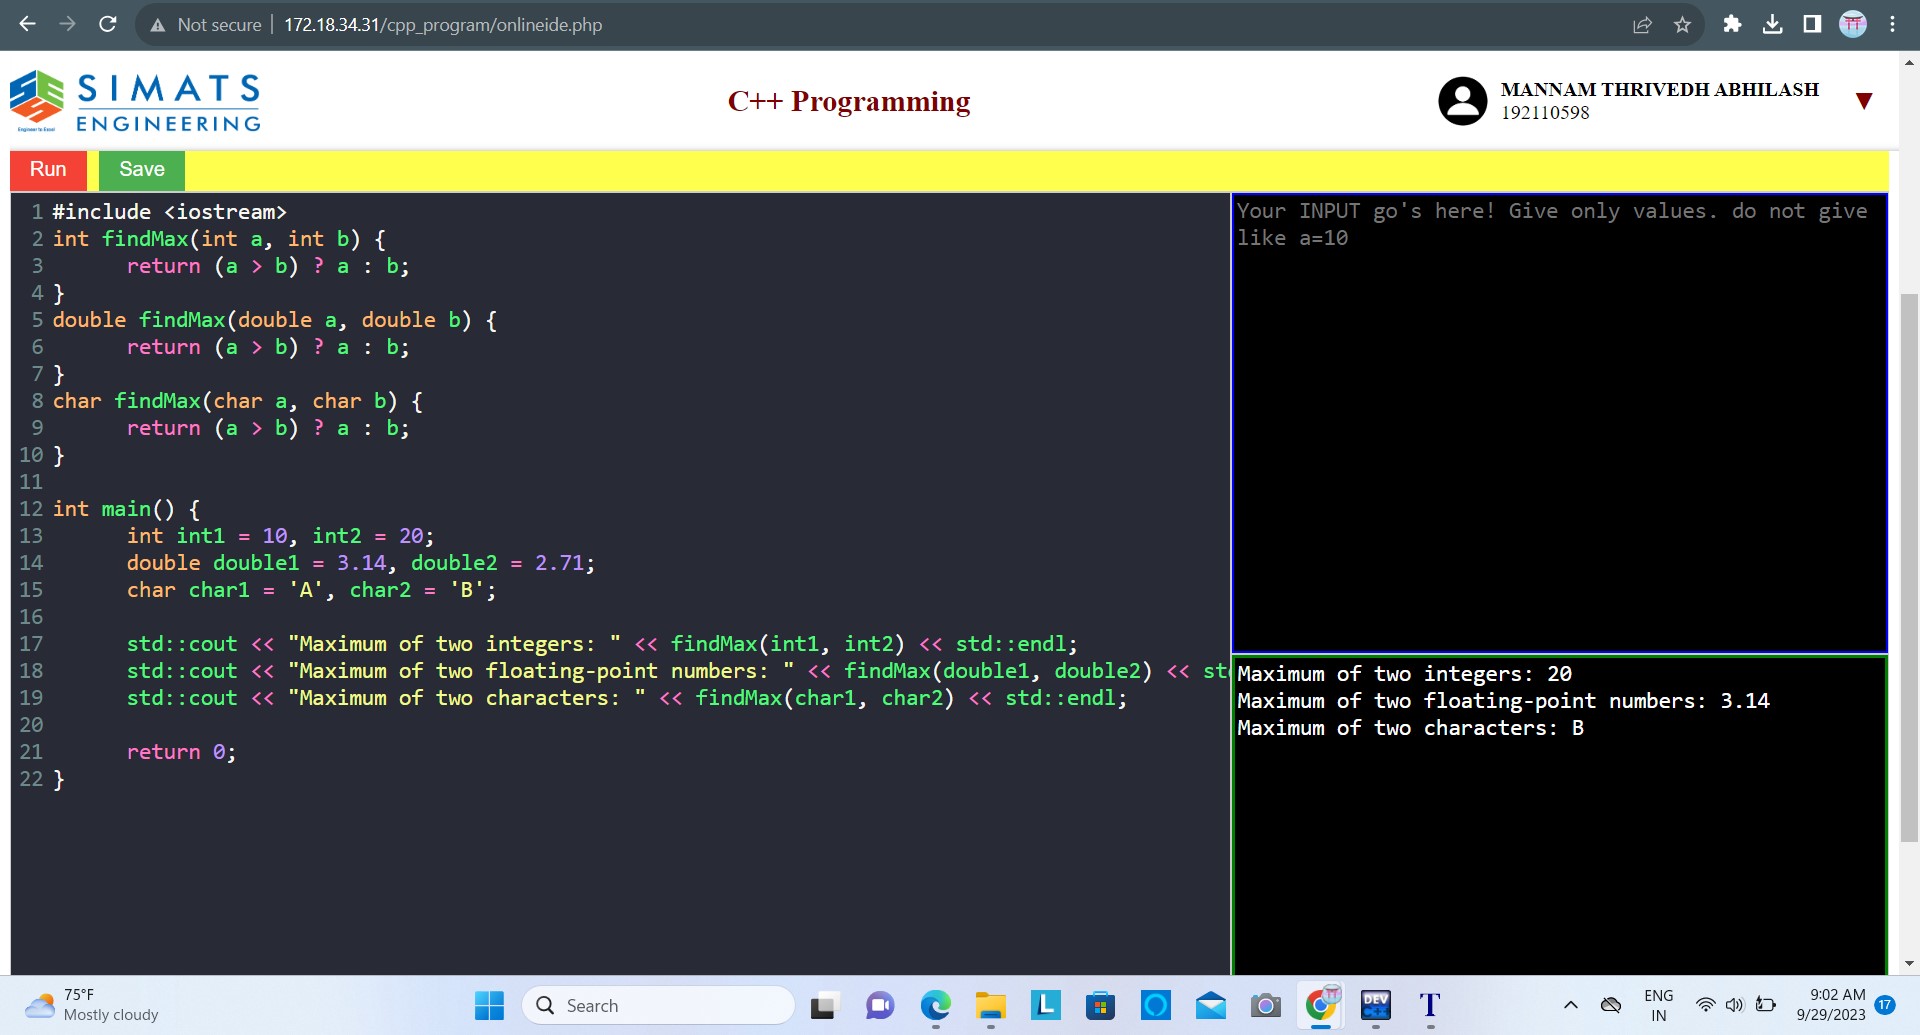 Not secure | 172.18.34.31/cpp_program/onlineide.php
SIMATS
ENGINEERING
Engineer to Excel
C++ Programming
MANNAM THRIVEDH ABHILASH
192110598
Run
Save
1 #include <iostream>
2 int findMax(int a, int b) {
3 return (a > b) ? a : b;
4 }
5 double findMax(double a, double b) {
6 return (a > b) ? a : b;
7 }
8 char findMax(char a, char b) {
9 return (a > b) ? a : b;
10 }
11
12 int main() {
13 int int1 = 10, int2 = 20;
14 double double1 = 3.14, double2 = 2.71;
15 char char1 = 'A', char2 = 'B';
16
17 std::cout << "Maximum of two integers: " << findMax(int1, int2) << std::endl;
18 std::cout << "Maximum of two floating-point numbers: " << findMax(double1, double2) << st
19 std::cout << "Maximum of two characters: " << findMax(char1, char2) << std::endl;
20
21 return 0;
22 }
Your INPUT go's here! Give only values. do not give
like a=10
Maximum of two integers: 20
Maximum of two floating-point numbers: 3.14
Maximum of two characters: B
75°F
Mostly cloudy
Search
L
DEV
C++
T
ENG
IN
9:02 AM
9/29/2023
17